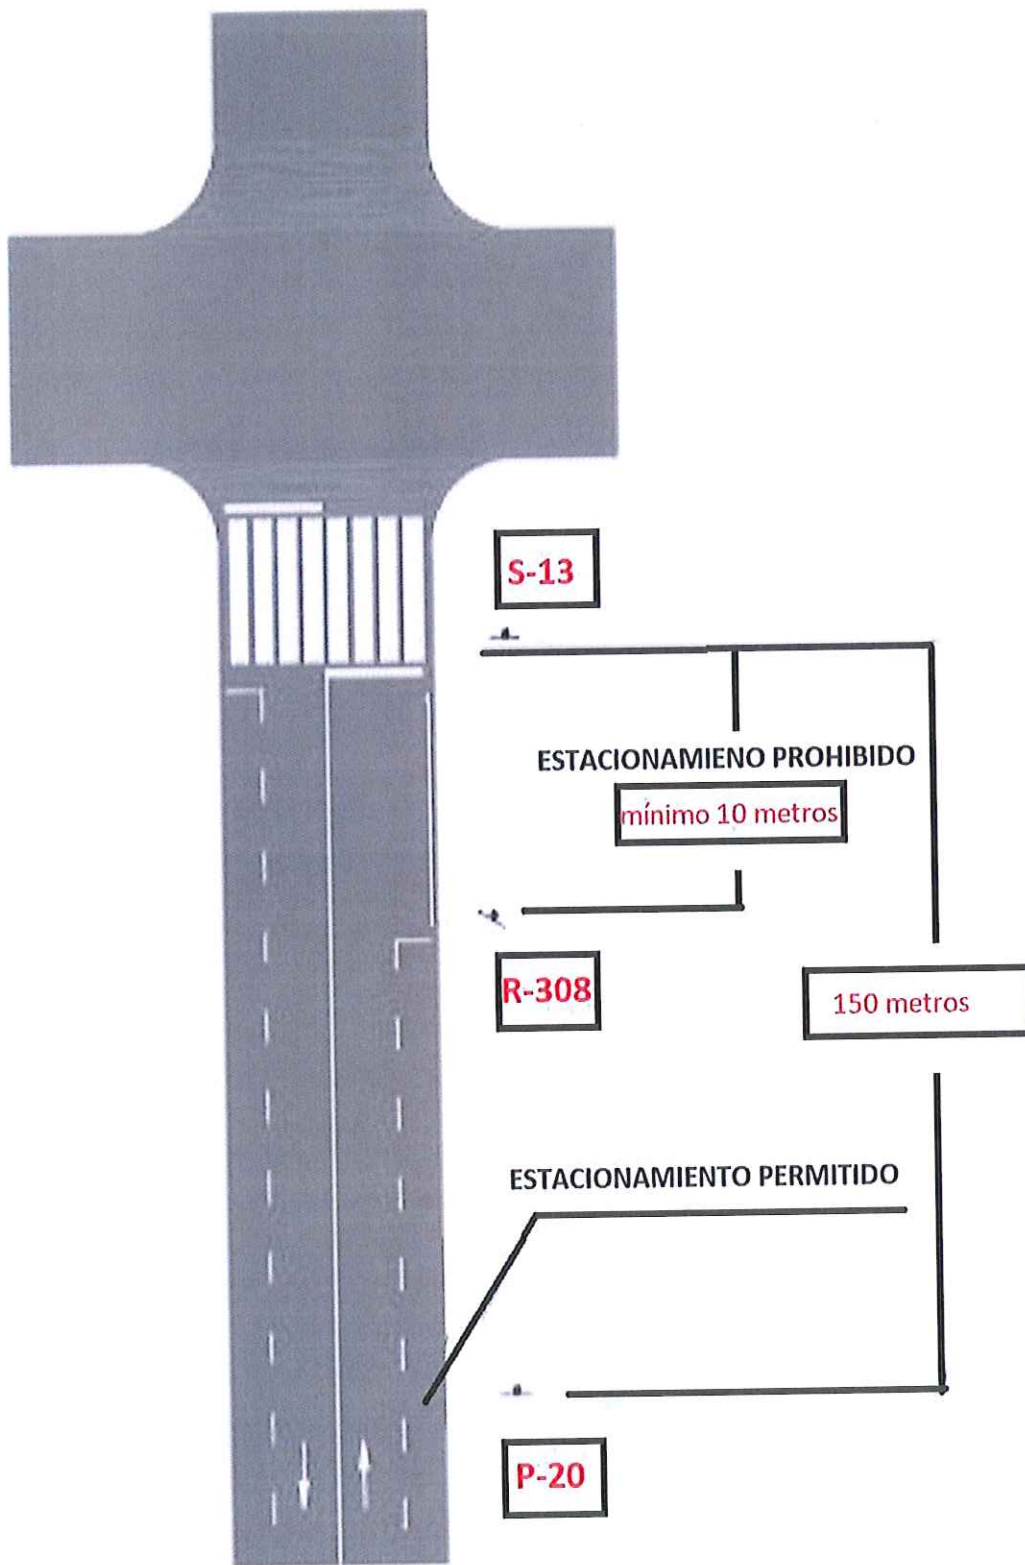 S-13
ESTACIONAMIENO PROHIBIDO
mínimo 10 metros
R-308
150 metros
ESTACIONAMIENTO PERMITIDO
P-20